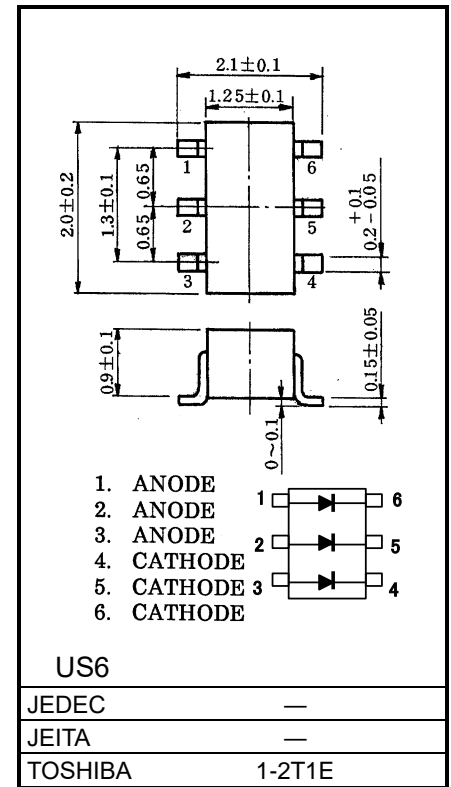 2.1±0.1
1.25±0.1
1
6
2
5
3
4
2.0±0.2
1.3±0.1
0.65
0.65
+0.1
0.2-0.05
0.9±0.1
0.15±0.05
0~0.1
1. ANODE
2. ANODE
3. ANODE
4. CATHODE
5. CATHODE
6. CATHODE
1
6
2
5
3
4
US6
JEDEC —
JEITA —
TOSHIBA 1-2T1E